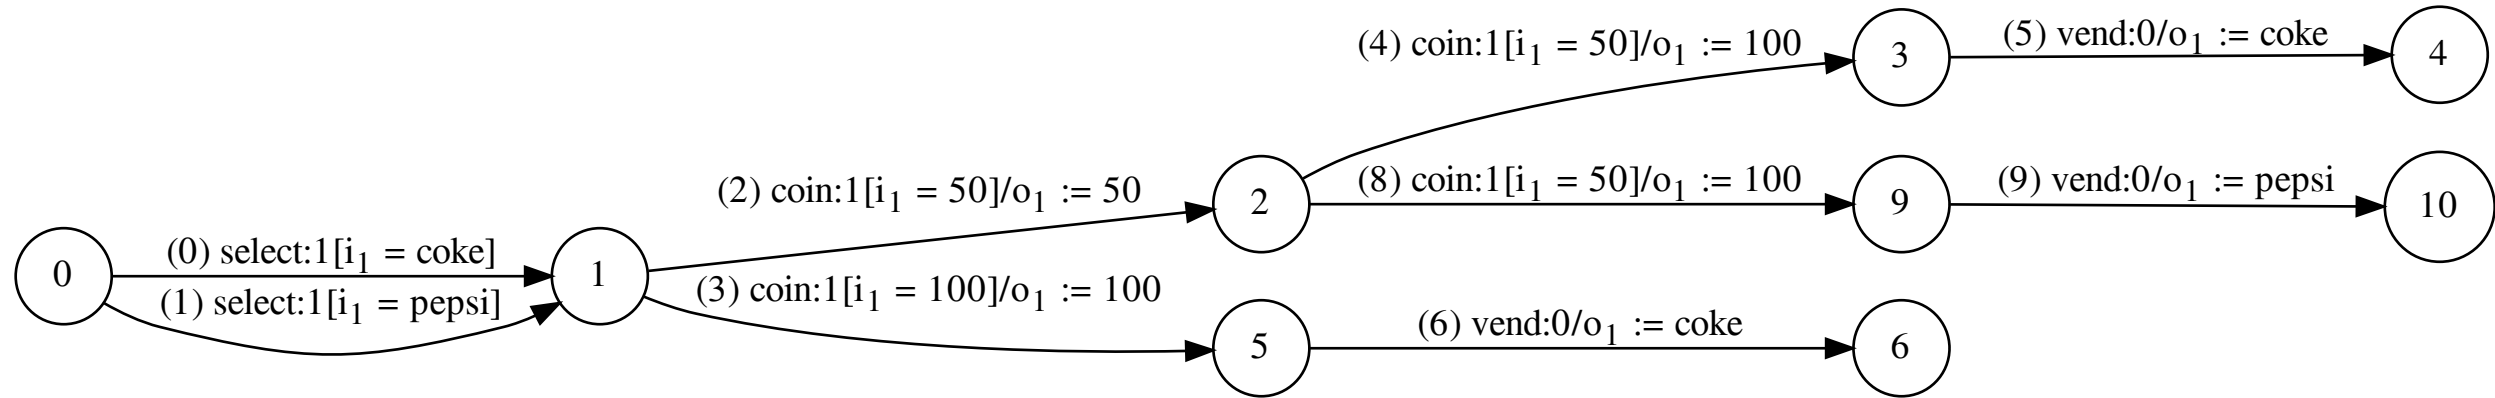 (4) coin:1[i₁ = 50]/o₁ := 100
3
(5) vend:0/o₁ := coke
4
(2) coin:1[i₁ = 50]/o₁ := 50
2
(8) coin:1[i₁ = 50]/o₁ := 100
9
(9) vend:0/o₁ := pepsi
10
0
(0) select:1[i₁ = coke]
(1) select:1[i₁ = pepsi]
1
(3) coin:1[i₁ = 100]/o₁ := 100
5
(6) vend:0/o₁ := coke
6